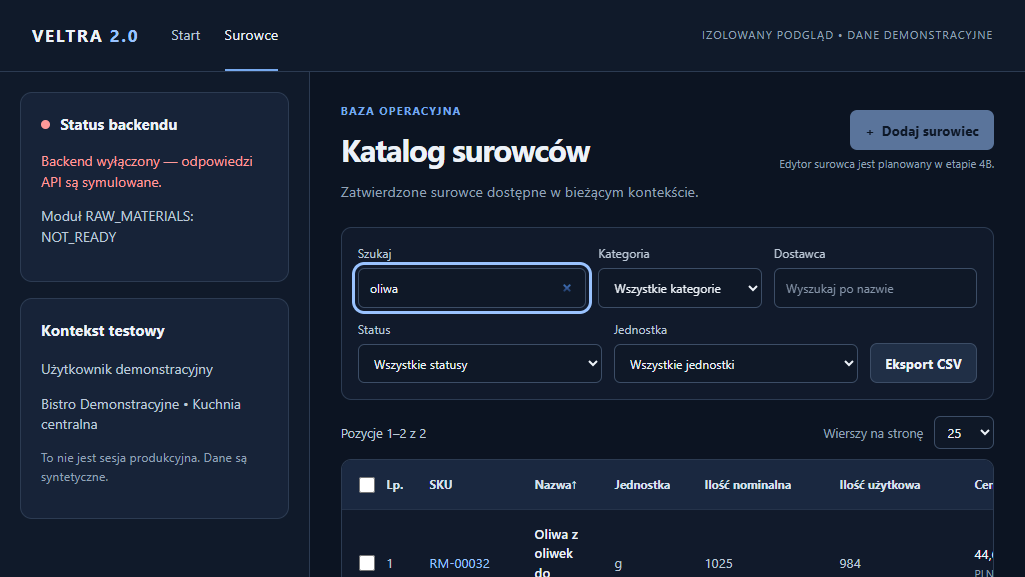 VELTRA 2.0
Start
Surowce
IZOLOWANY PODGLĄD • DANE DEMONSTRACYJNE
Status backendu
Backend wyłączony — odpowiedzi
API są symulowane.
Moduł RAW_MATERIALS:
NOT_READY
Kontekst testowy
Użytkownik demonstracyjny
Bistro Demonstracyjne • Kuchnia
centralna
To nie jest sesja produkcyjna. Dane są
syntetyczne.
BAZA OPERACYJNA
Katalog surowców
Zatwierdzone surowce dostępne w bieżącym kontekście.
+ Dodaj surowiec
Edytor surowca jest planowany w etapie 4B.
Szukaj
oliwa
Kategoria
Wszystkie kategorie
Dostawca
Wyszukaj po nazwie
Status
Wszystkie statusy
Jednostka
Wszystkie jednostki
Eksport CSV
Pozycje 1–2 z 2
Wierszy na stronę
25
Lp. SKU Nazwa↑ Jednostka Ilość nominalna Ilość użytkowa
1 RM-00032
Oliwa z
oliwek
do
g 1025 984